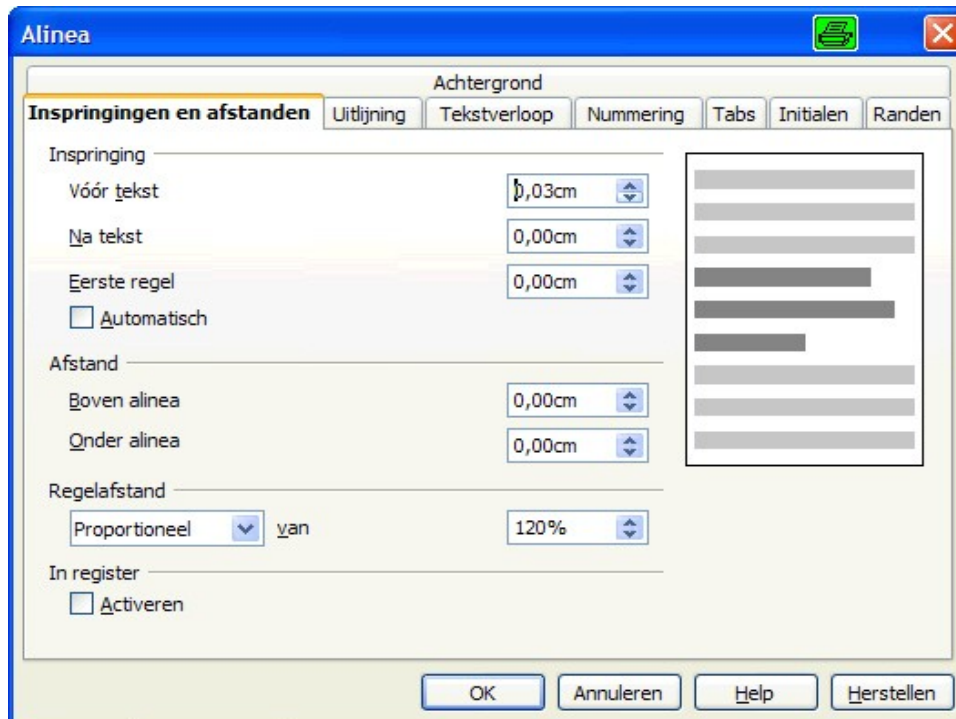 Alinea
Achtergrond
Inspringingen en afstanden Uitlijning Tekstverloop Nummering Tabs Initialen Randen
Inspringing
Vóór tekst 0,03cm
Na tekst 0,00cm
Eerste regel 0,00cm
Automatisch
Afstand
Boven alinea 0,00cm
Onder alinea 0,00cm
Regelafstand
Proportioneel van 120%
In register
Activeren
OK Annuleren Help Herstellen